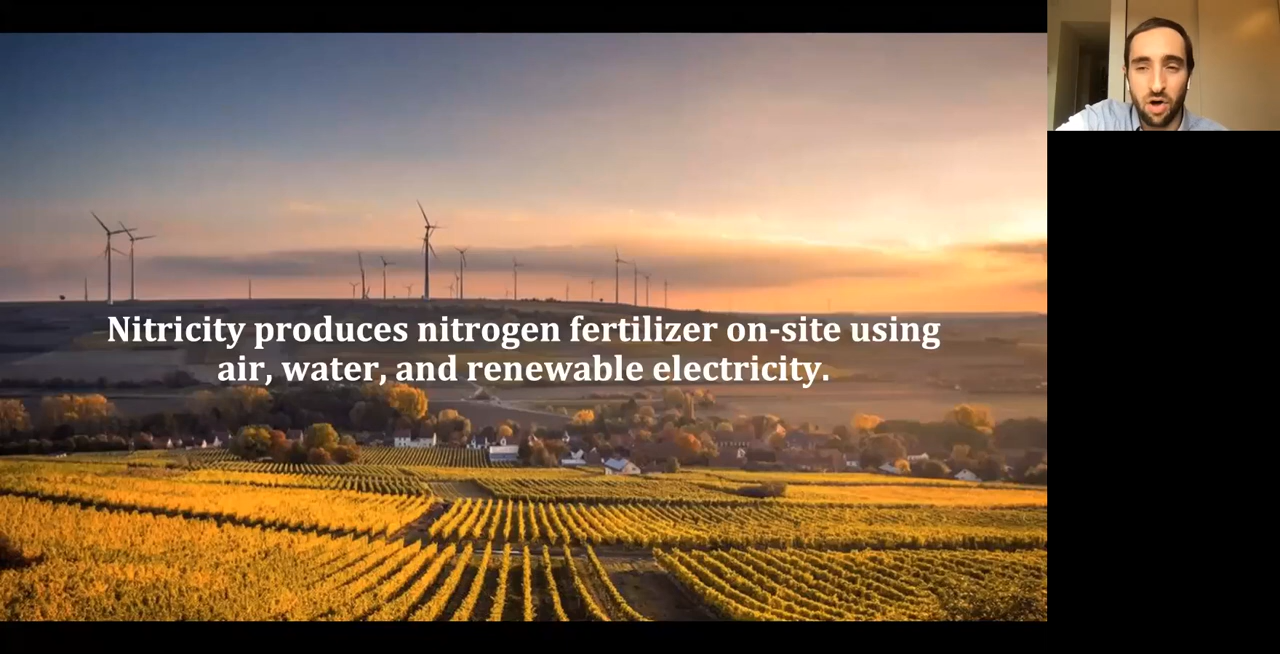 Nitricity produces nitrogen fertilizer on-site using
air, water, and renewable electricity.